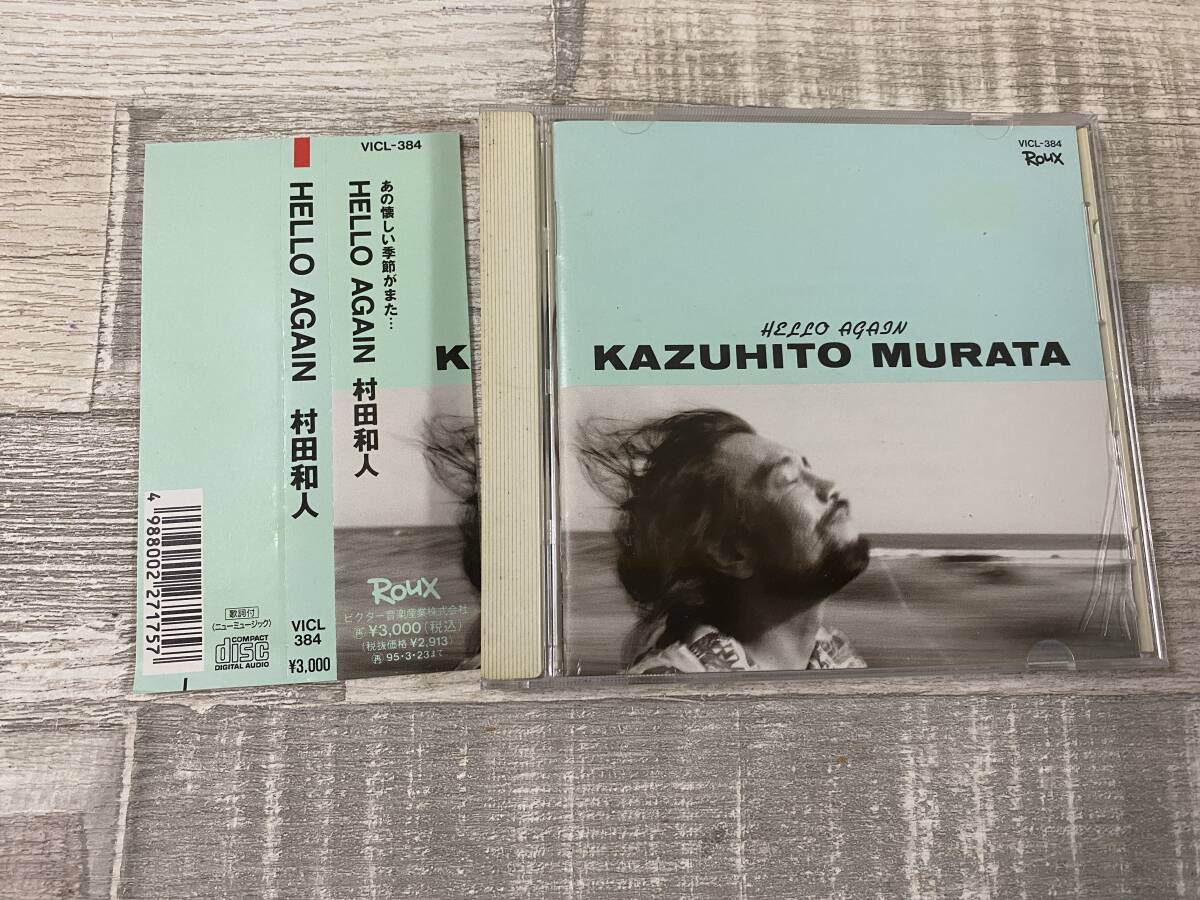 HELLO AGAIN 村田和人
4 988002 271757
歌詞付
(ニューミュージック)
COMPACT
disc
DIGITAL AUDIO
VICL
384
¥3,000
VICL-384
あの懐しい季節がまた…
HELLO AGAIN 村田和人
K
Roux
ビクター音楽産業株式会社
再¥3,000(税込)
(税抜価格¥2,913)
再95・3・23まで
VICL-384
Roux
HELLO AGAIN
KAZUHITO MURATA